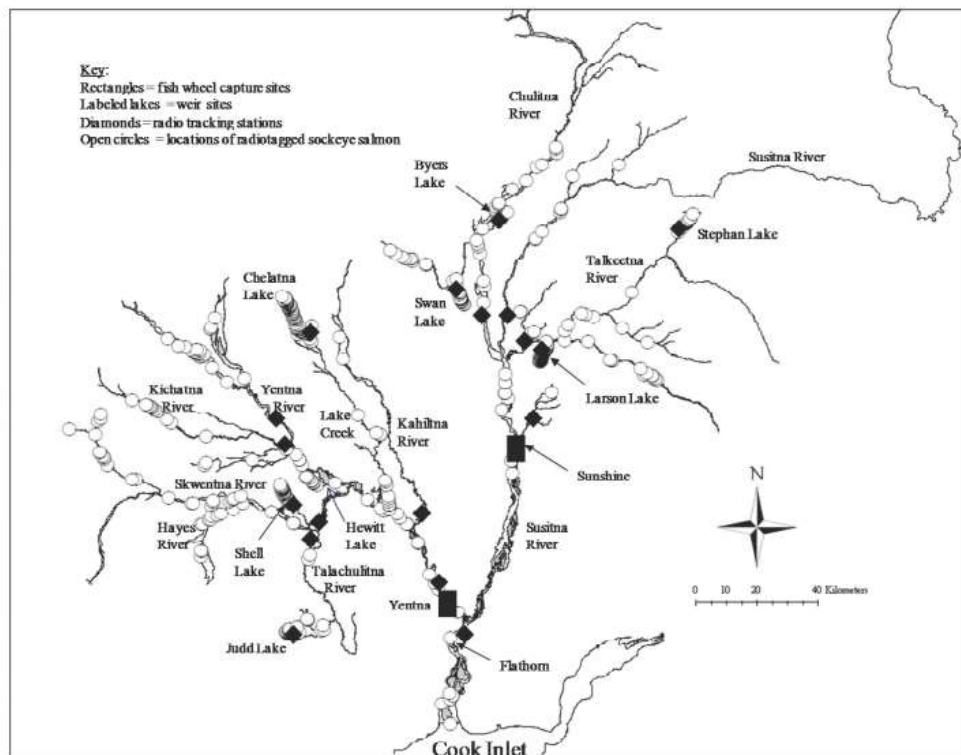 Key:
Rectangles = fish wheel capture sites
Labeled lakes = weir sites
Diamonds = radio tracking stations
Open circles = locations of radiotagged sockeye salmon
Chulitna
River
Byers
Lake
Susitna River
Stephan Lake
Talkeetna
River
Chelatna
Lake
Swan
Lake
Kichatna
River
Yentna
River
Lake
Creek
Kahiltna
River
Larson Lake
Sunshine
N
Skwentna River
Hayes
River
Shell
Lake
Hewitt
Lake
Susitna
River
Talachulitna
River
Yentna
0 5 10 20 30 40
Kilometers
Judd Lake
Flathorn
Cook Inlet